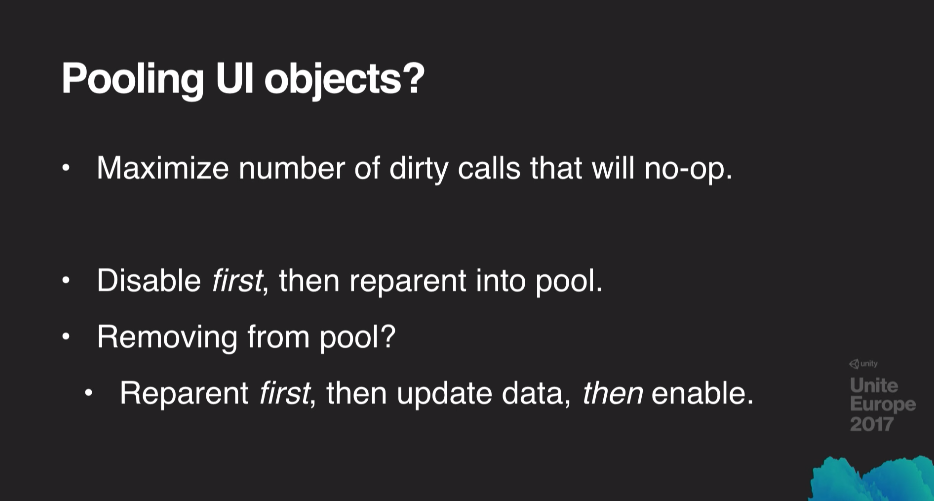 Pooling UI objects?
• Maximize number of dirty calls that will no-op.
• Disable first, then reparent into pool.
• Removing from pool?
• Reparent first, then update data, then enable.
unity
Unite
Europe
2017